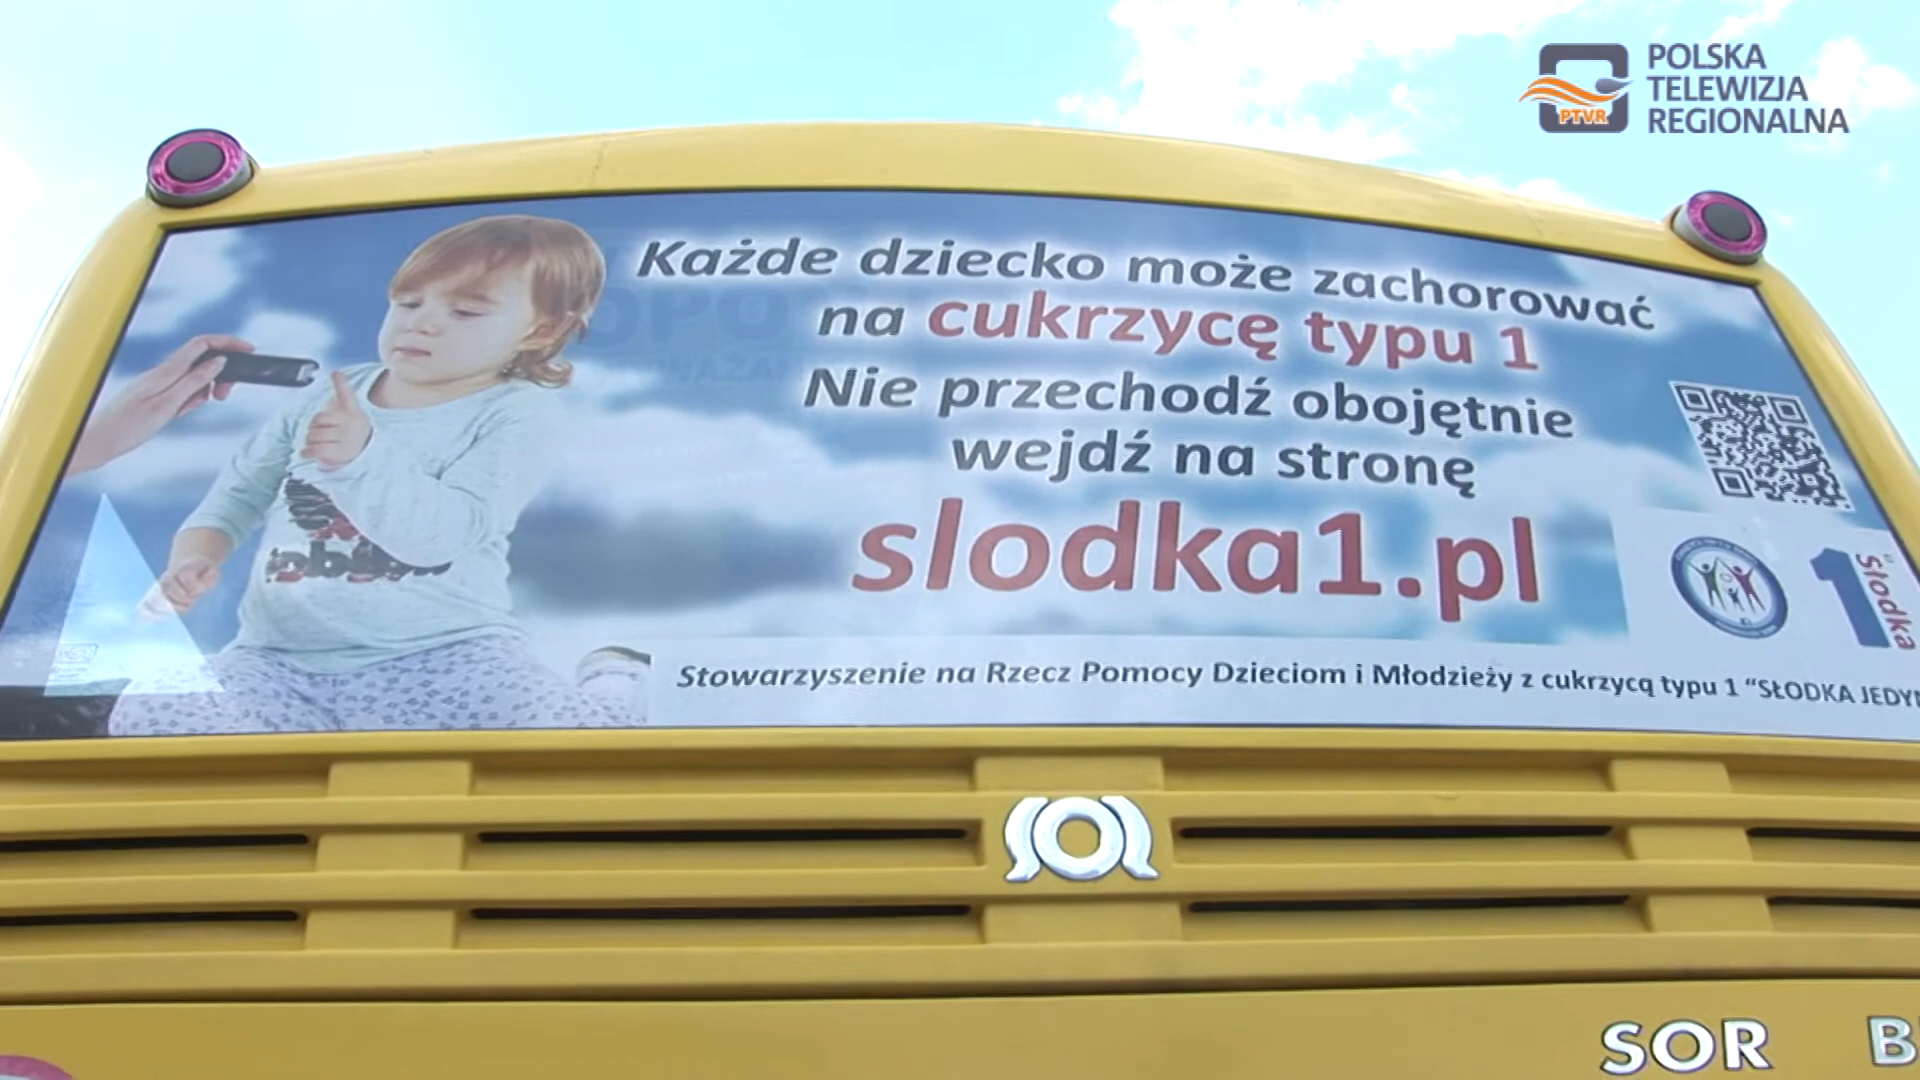 POLSKA
TELEWIZJA
REGIONALNA
PTVR
Każde dziecko może zachorować
na cukrzycę typu 1
Nie przechodź obojętnie
wejdź na stronę
slodka1.pl
1 Słodka
Stowarzyszenie na Rzecz Pomocy Dzieciom i Młodzieży z cukrzycą typu 1 “SŁODKA
SOR